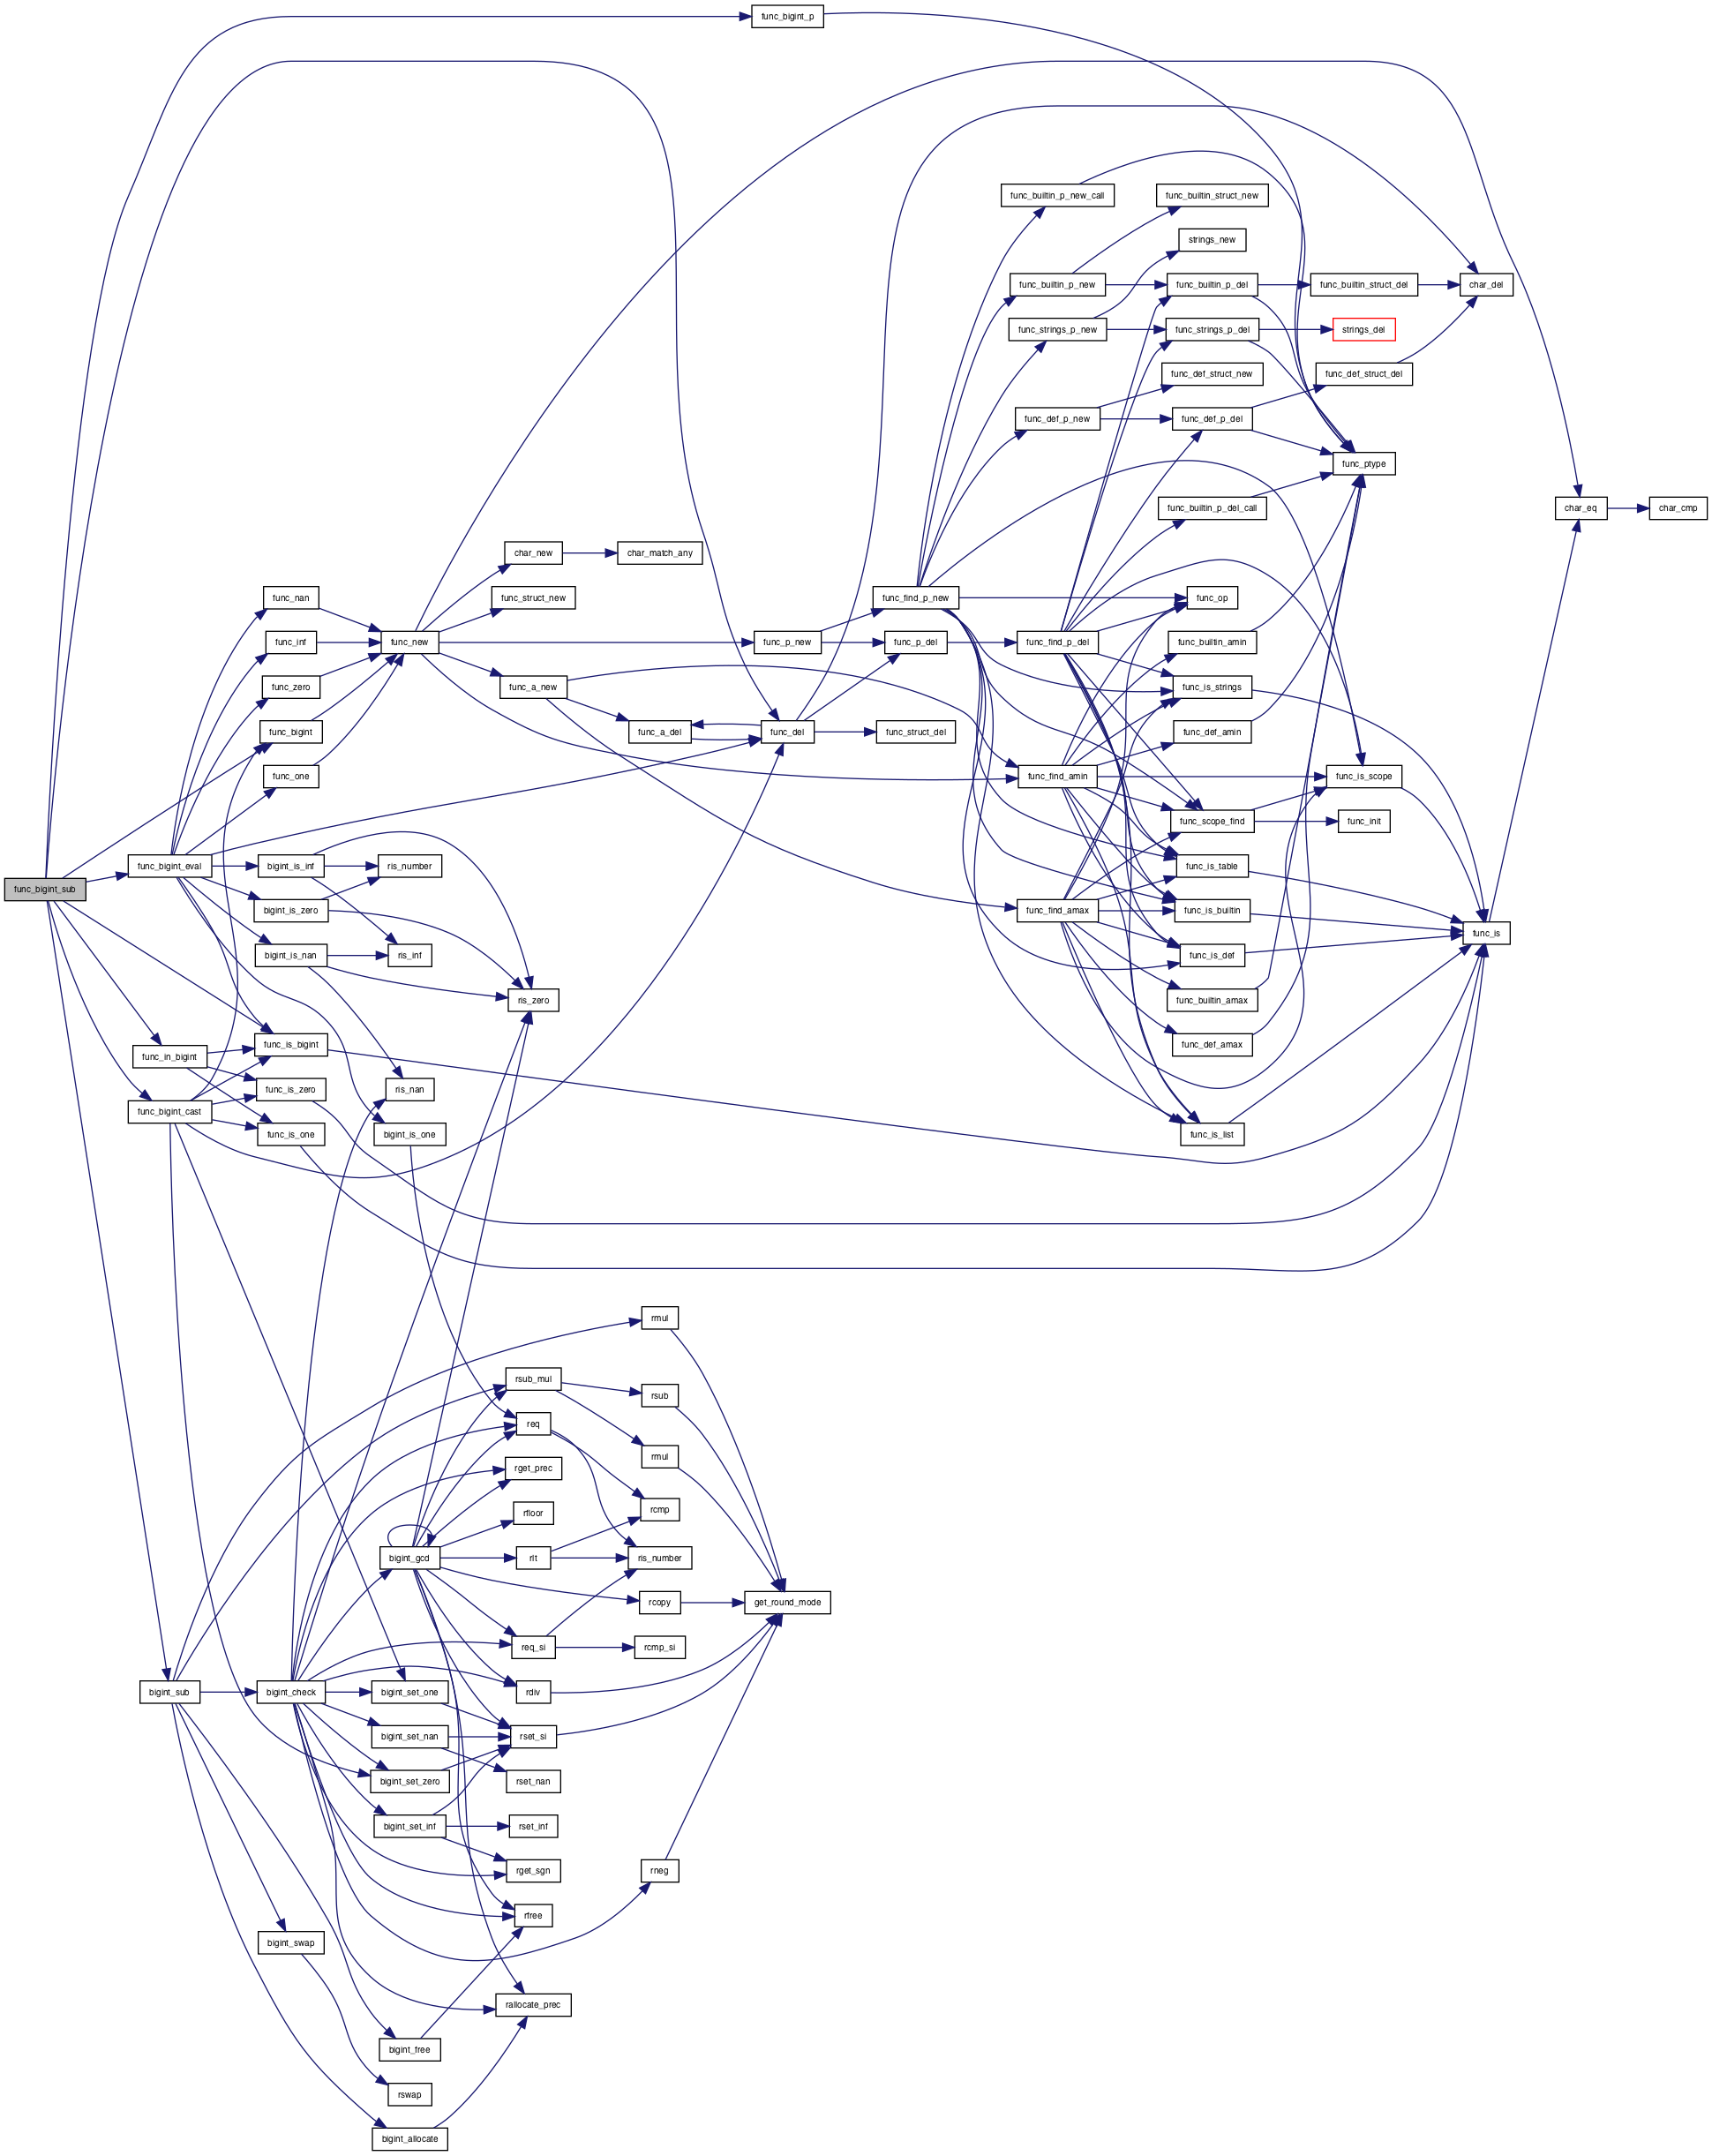 func_bigint_p
func_builtin_p_new_call
func_builtin_struct_new
strings_new
func_builtin_p_new
func_builtin_p_del
func_builtin_struct_del
char_del
func_strings_p_new
func_strings_p_del
strings_del
func_def_struct_new
func_def_struct_del
func_def_p_new
func_def_p_del
func_ptype
func_builtin_p_del_call
char_eq
char_cmp
char_new
char_match_any
func_nan
func_struct_new
func_find_p_new
func_op
func_inf
func_new
func_p_new
func_p_del
func_find_p_del
func_builtin_amin
func_zero
func_a_new
func_is_strings
func_bigint
func_a_del
func_del
func_struct_del
func_def_amin
func_one
func_find_amin
func_is_scope
func_scope_find
func_init
func_bigint_eval
bigint_is_inf
ris_number
func_is_table
func_bigint_sub
bigint_is_zero
func_find_amax
func_is_builtin
func_is
bigint_is_nan
ris_inf
func_is_def
ris_zero
func_builtin_amax
func_in_bigint
func_is_bigint
func_def_amax
func_is_zero
ris_nan
func_bigint_cast
func_is_one
bigint_is_one
func_is_list
rmul
rsub_mul
rsub
req
rmul
rget_prec
rcmp
rfloor
bigint_gcd
rlt
ris_number
rcopy
get_round_mode
req_si
rcmp_si
bigint_sub
bigint_check
bigint_set_one
rdiv
bigint_set_nan
rset_si
bigint_set_zero
rset_nan
bigint_set_inf
rset_inf
rget_sgn
rneg
rfree
bigint_swap
rallocate_prec
bigint_free
rswap
bigint_allocate